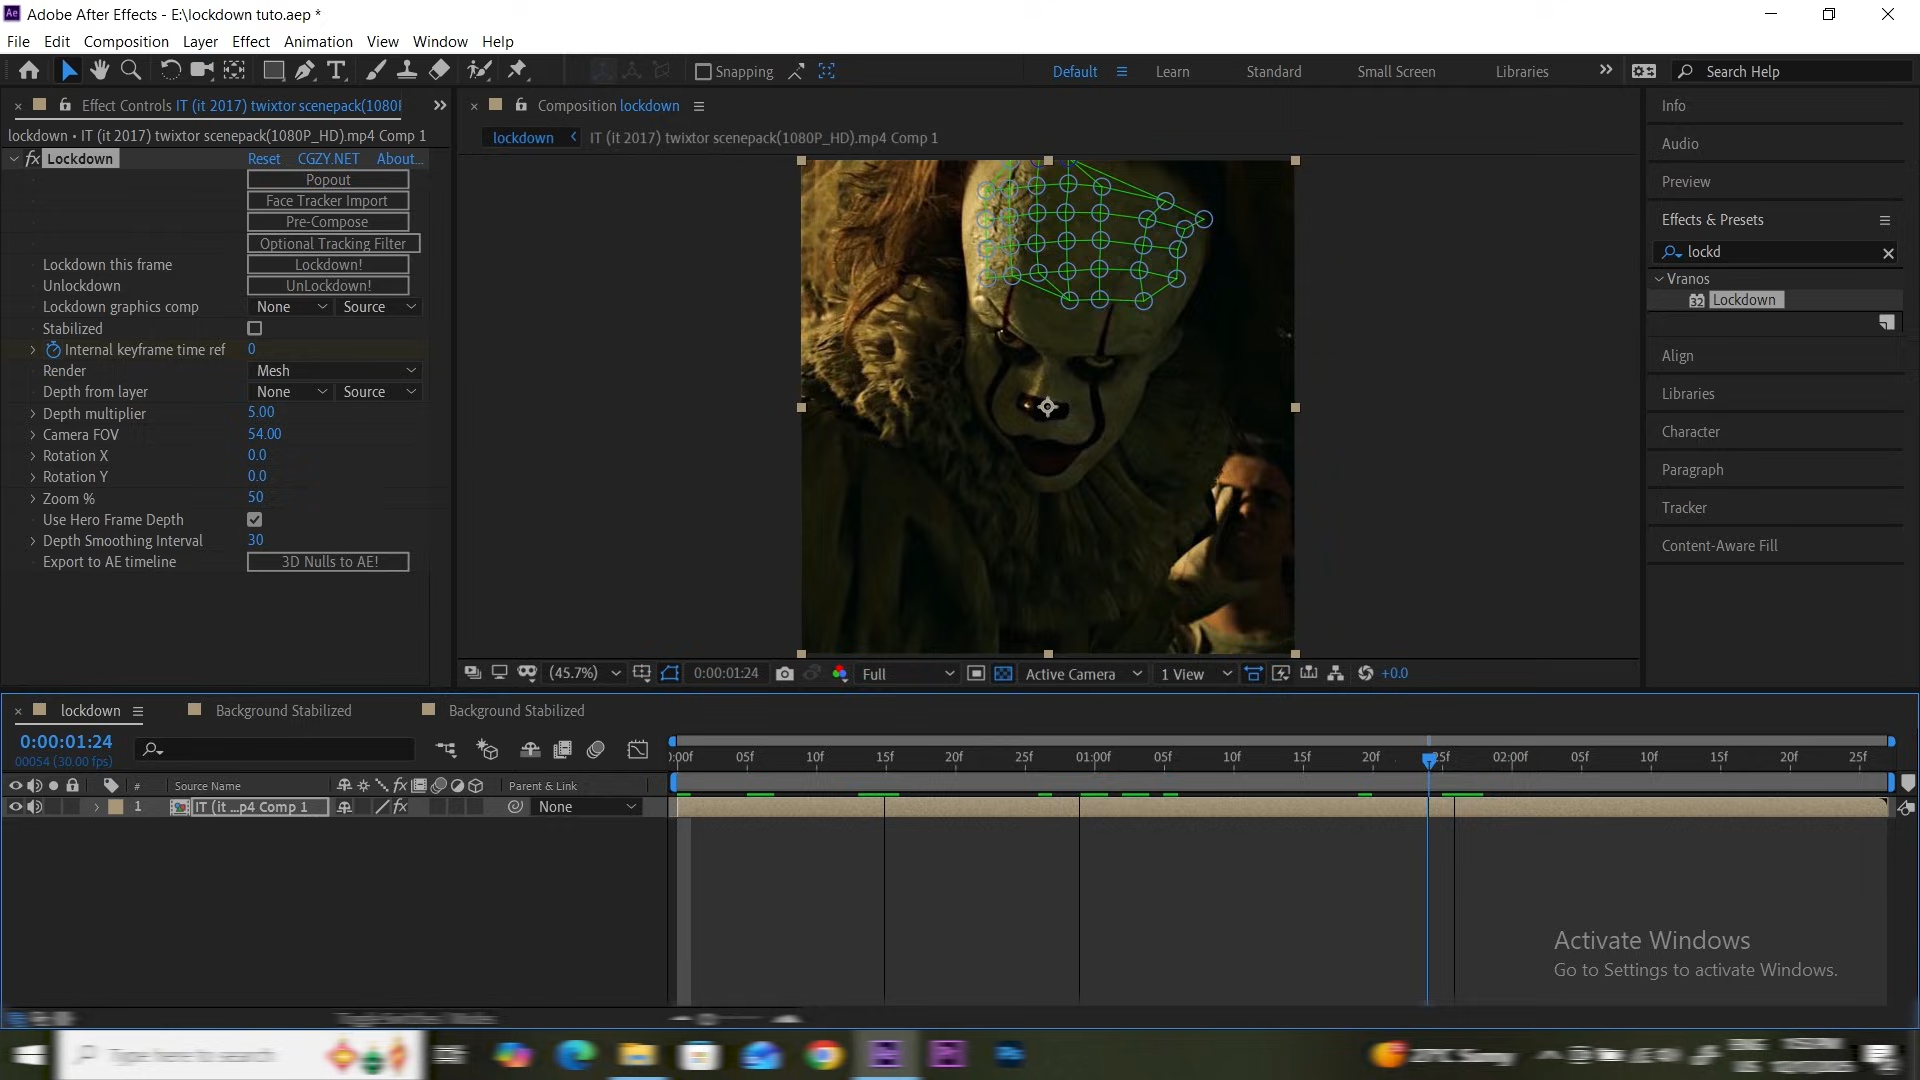 Adobe After Effects - E:\lockdown tuto.aep *
File Edit Composition Layer Effect Animation View Window Help
Snapping Default Learn Standard Small Screen Libraries Search Help
Effect Controls IT (it 2017) twixtor scenepack(1080P
lockdown • IT (it 2017) twixtor scenepack(1080P_HD).mp4 Comp 1
fx Lockdown Reset CGZY.NET About...
Popout
Face Tracker Import
Pre-Compose
Optional Tracking Filter
Lockdown this frame Lockdown!
Unlockdown UnLockdown!
Lockdown graphics comp None Source
Stabilized
Internal keyframe time ref 0
Render Mesh
Depth from layer None Source
Depth multiplier 5.00
Camera FOV 54.00
Rotation X 0.0
Rotation Y 0.0
Zoom % 50
Use Hero Frame Depth
Depth Smoothing Interval 30
Export to AE timeline 3D Nulls to AE!
Composition lockdown
lockdown IT (it 2017) twixtor scenepack(1080P_HD).mp4 Comp 1
(45.7%) 0:00:01:24 Full Active Camera 1 View +0.0
Info
Audio
Preview
Effects & Presets
lockd
Vranos
32 Lockdown
Align
Libraries
Character
Paragraph
Tracker
Content-Aware Fill
lockdown Background Stabilized Background Stabilized
0:00:01:24
00054 (30.00 fps)
):00f 05f 10f 15f 20f 25f 01:00f 05f 10f 15f 20f 25f 02:00f 05f 10f 15f 20f 25f
# Source Name fx Parent & Link
1 IT (it ...p4 Comp 1 fx None
Activate Windows
Go to Settings to activate Windows.
Type here to search